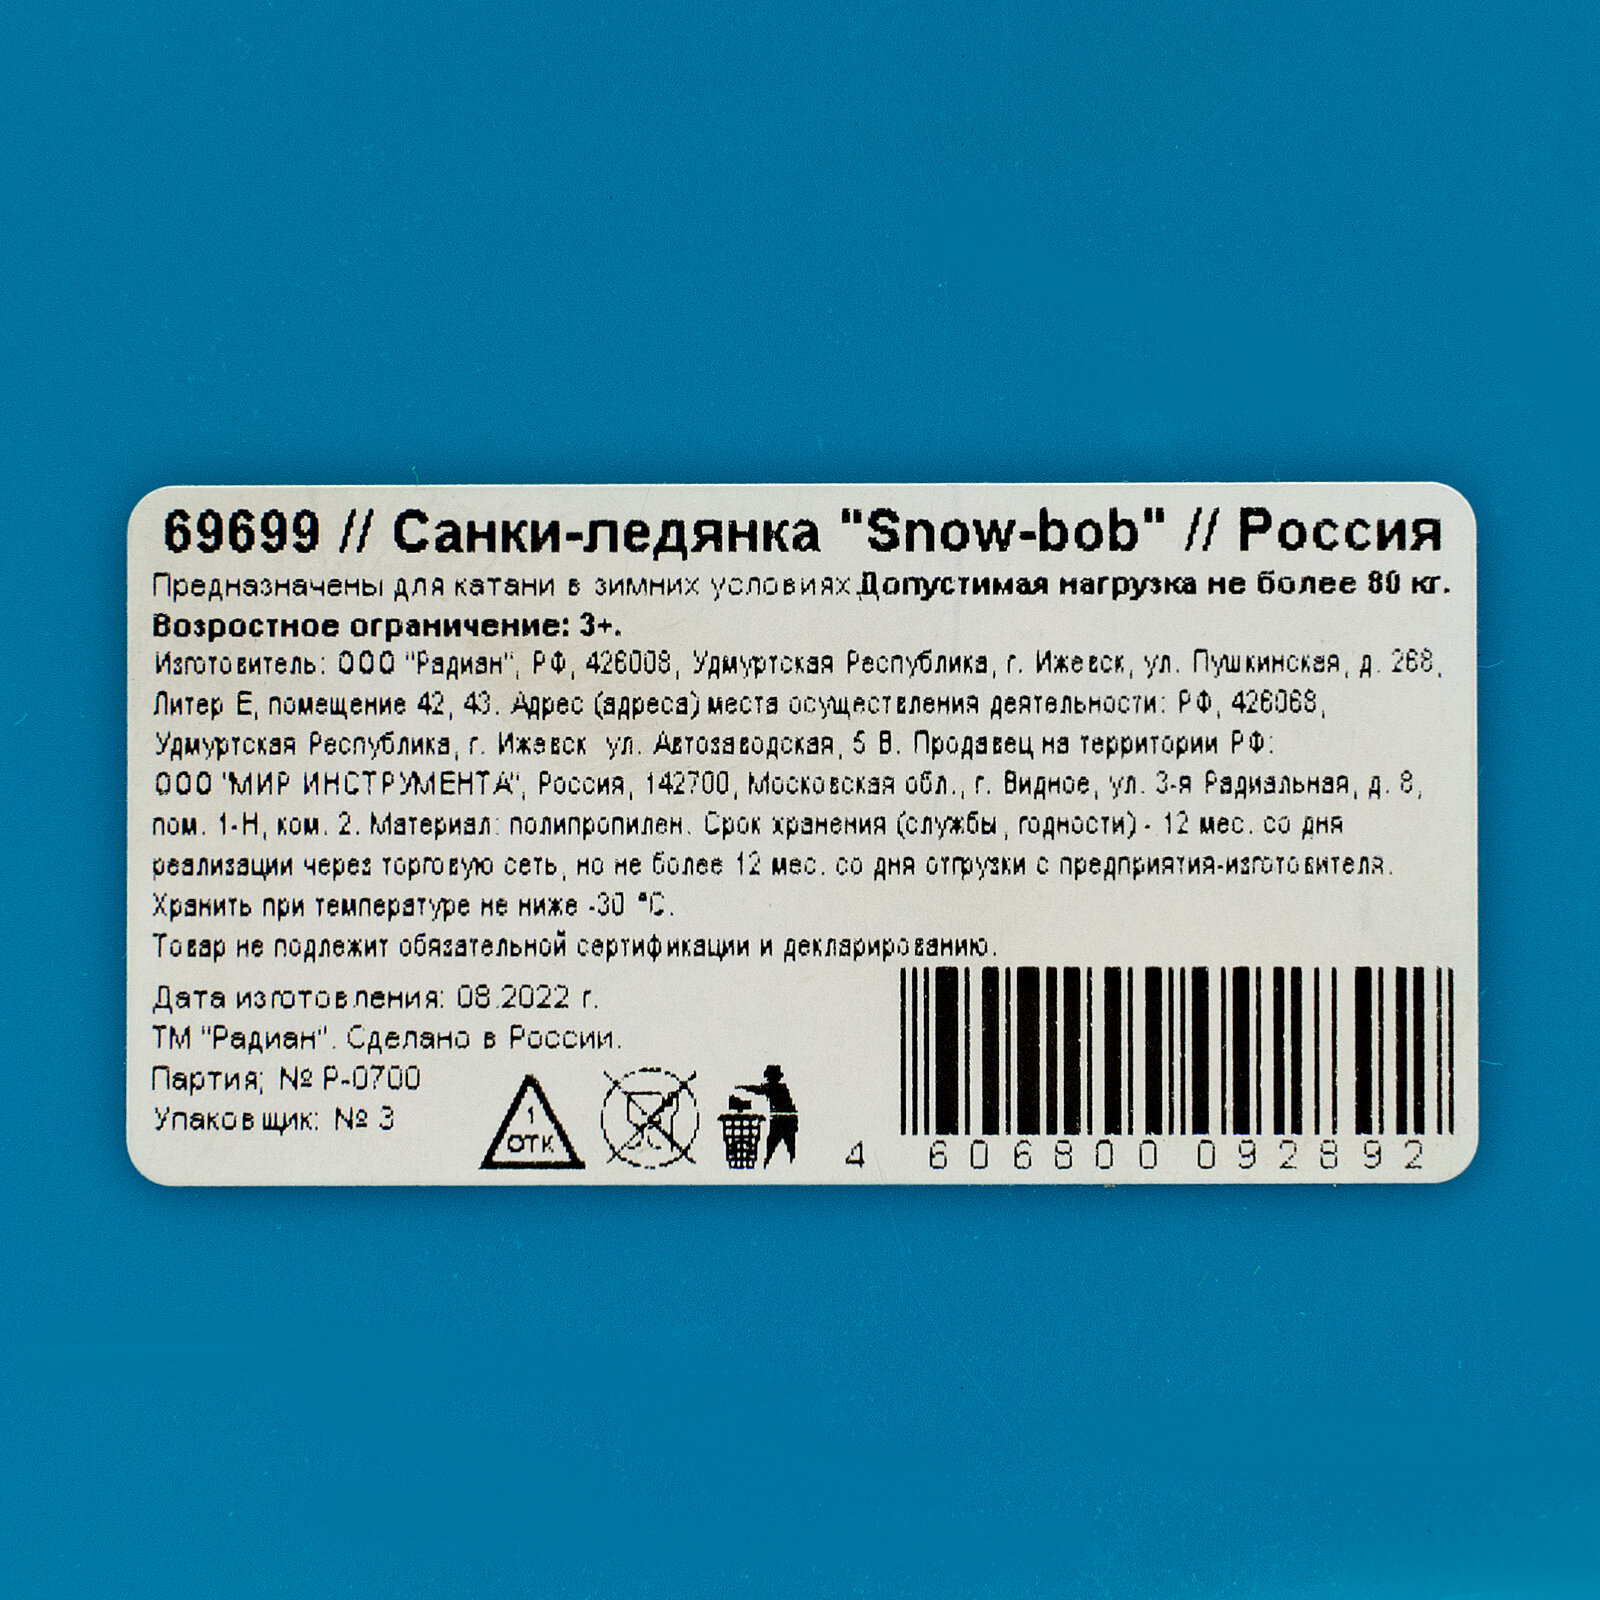 69699 // Санки-ледянка "Snow-bob" // Россия
Предназначены для катани в зимних условиях.Допустимая нагрузка не более 80 кг.
Возростное ограничение: 3+.
Изготовитель: ООО "Радиан", РФ, 426008, Удмуртская Республика, г. Ижевск, ул. Пушкинская, д. 268,
Литер Е, помещение 42, 43. Адрес (адреса) места осуществления деятельности: РФ, 426068,
Удмуртская Республика, г. Ижевск ул. Автозаводская, 5 В. Продавец на территории РФ:
ООО "МИР ИНСТРУМЕНТА", Россия, 142700, Московская обл., г. Видное, ул. 3-я Радиальная, д. 8,
пом. 1-Н, ком. 2. Материал: полипропилен. Срок хранения (службы, годности) - 12 мес. со дня
реализации через торговую сеть, но не более 12 мес. со дня отгрузки с предприятия-изготовителя.
Хранить при температуре не ниже -30 °С.
Товар не подлежит обязательной сертификации и декларированию.
Дата изготовления: 08.2022 г.
ТМ "Радиан". Сделано в России.
Партия; № Р-0700
Упаковщик: № 3
1
ОТК
4 606800 092892